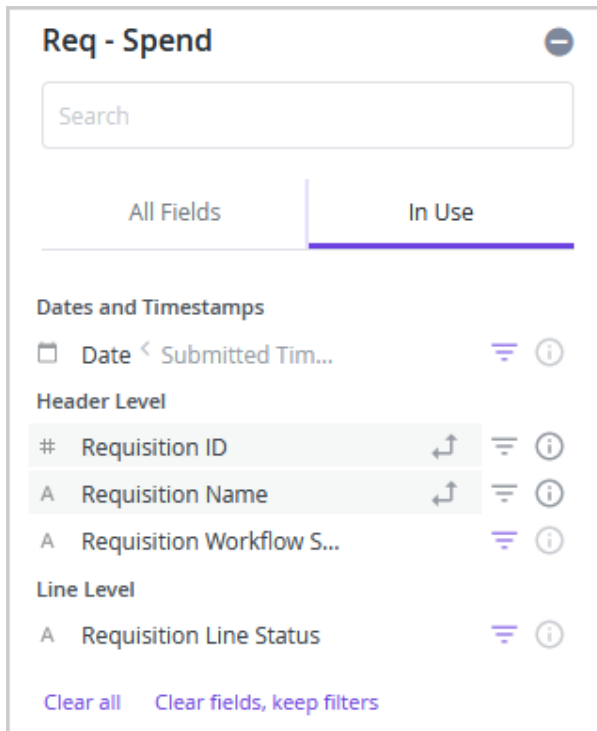 Req - Spend
Search
All Fields In Use
Dates and Timestamps
Date < Submitted Tim...
Header Level
# Requisition ID
A Requisition Name
A Requisition Workflow S...
Line Level
A Requisition Line Status
Clear all Clear fields, keep filters